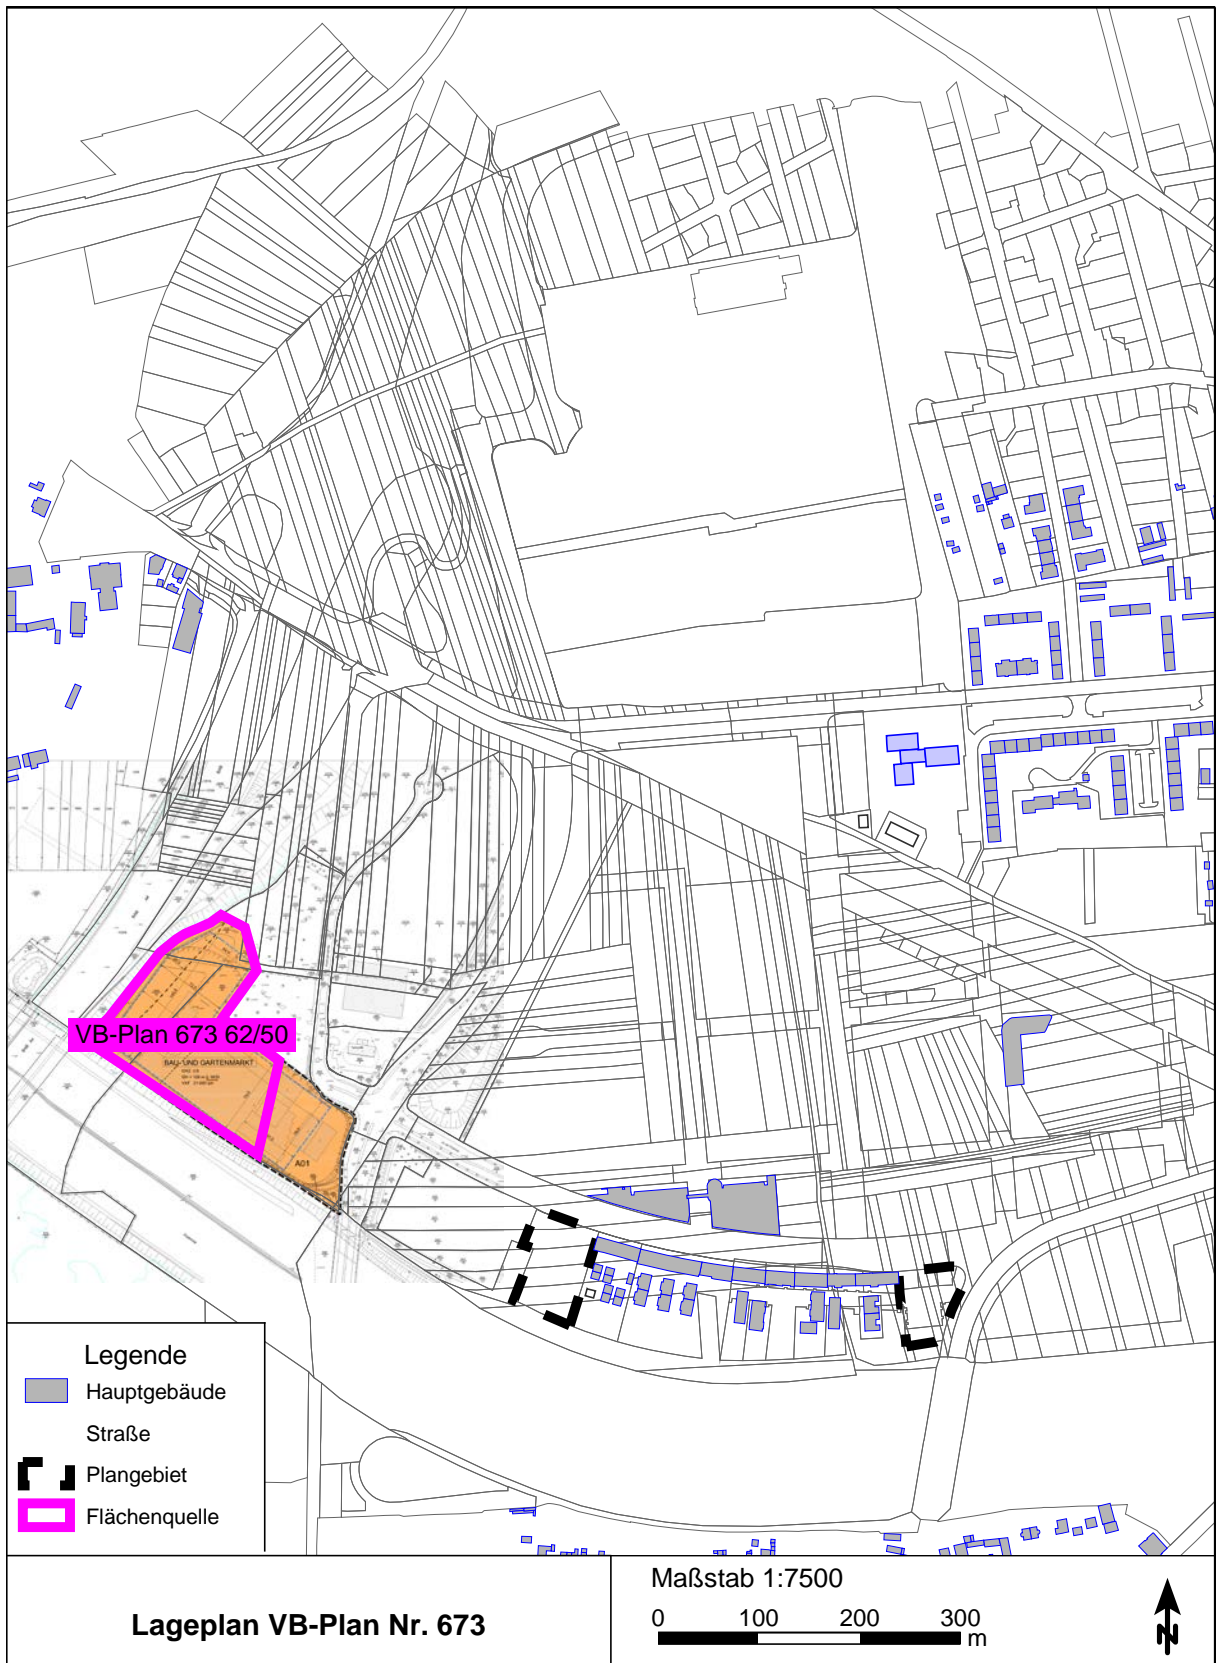 VB-Plan 673 62/50
BAU- UND GARTENMARKT
A01
Legende
Hauptgebäude
Straße
Plangebiet
Flächenquelle
Lageplan VB-Plan Nr. 673
Maßstab 1:7500
0 100 200 300
m
N